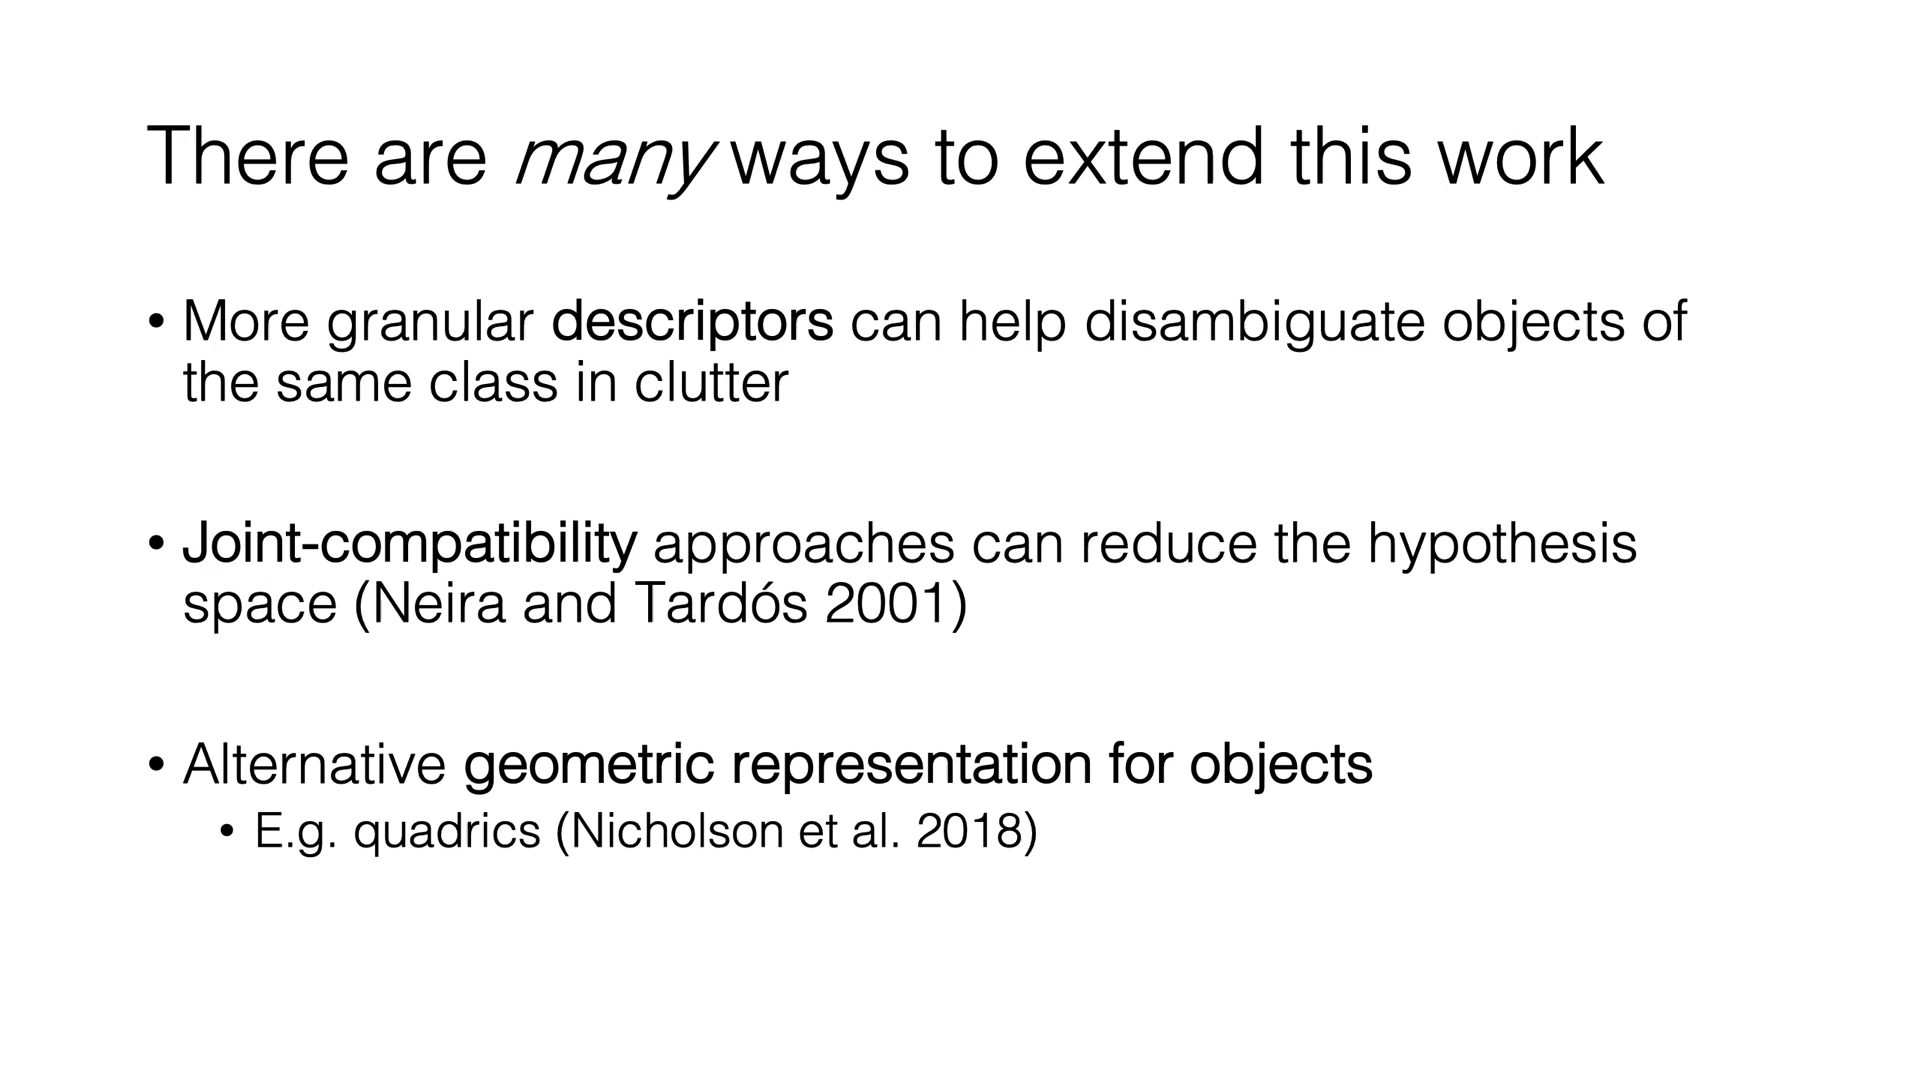 There are many ways to extend this work
• More granular descriptors can help disambiguate objects of
the same class in clutter
• Joint-compatibility approaches can reduce the hypothesis
space (Neira and Tardós 2001)
• Alternative geometric representation for objects
• E.g. quadrics (Nicholson et al. 2018)